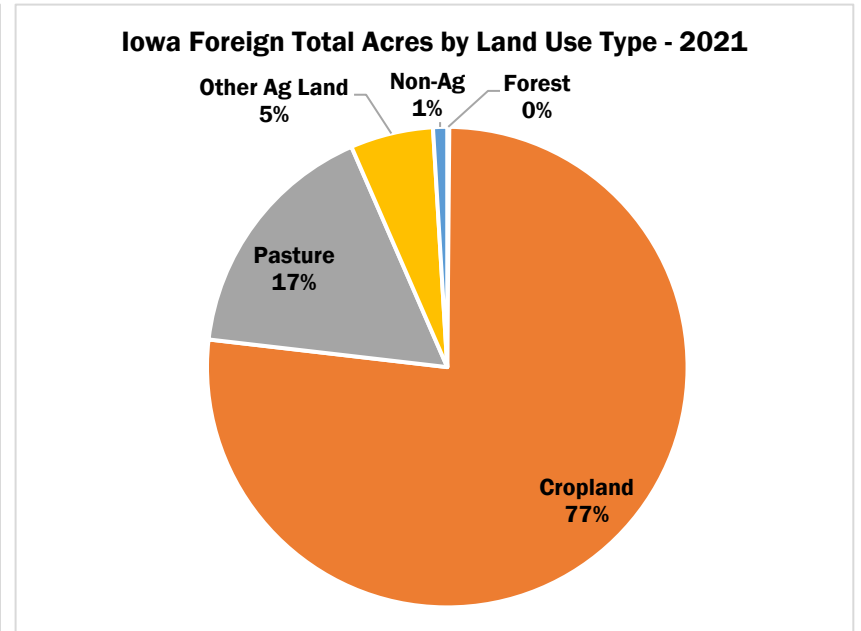 Iowa Foreign Total Acres by Land Use Type - 2021
Other Ag Land
5%
Non-Ag
1%
Forest
0%
Pasture
17%
Cropland
77%